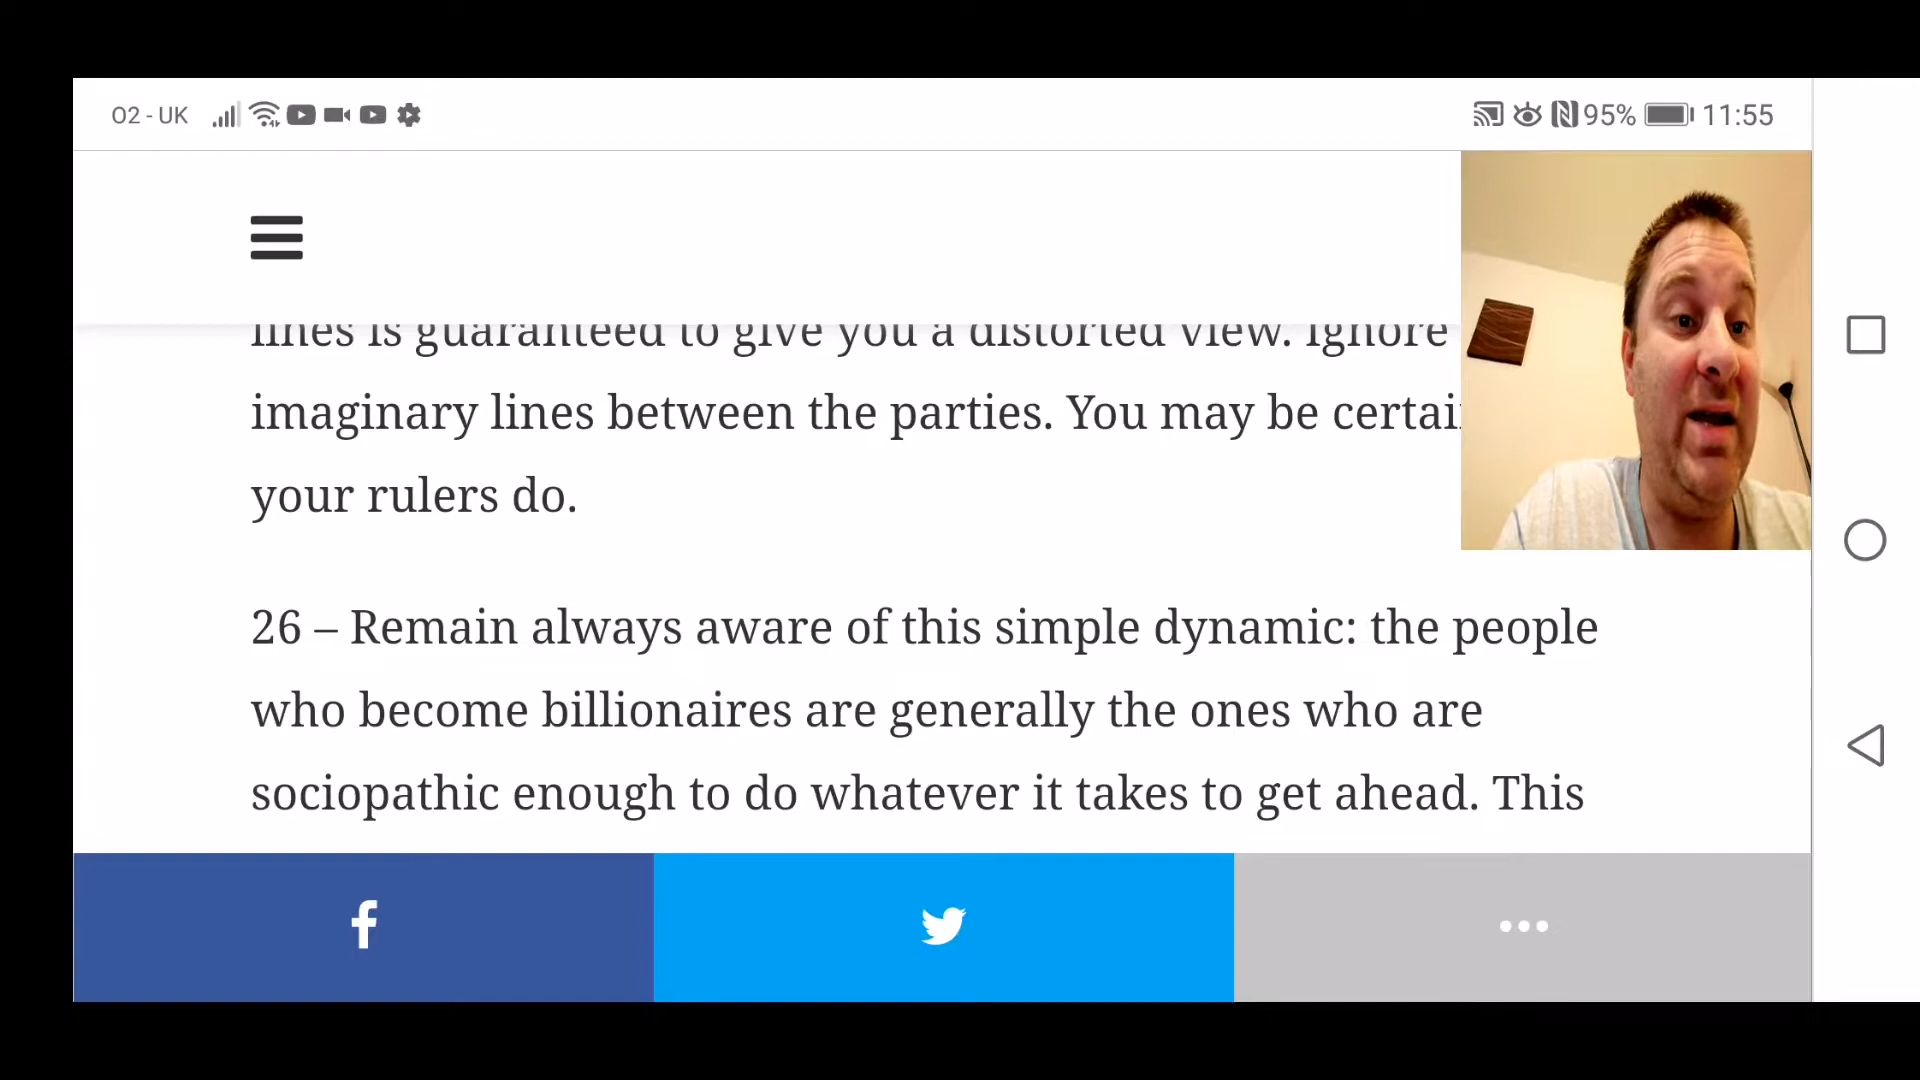 O2 - UK 95% 11:55
lines is guaranteed to give you a distorted view. Ignore
imaginary lines between the parties. You may be
your rulers do.
26 – Remain always aware of this simple dynamic: the people
who become billionaires are generally the ones who are
sociopathic enough to do whatever it takes to get ahead. This